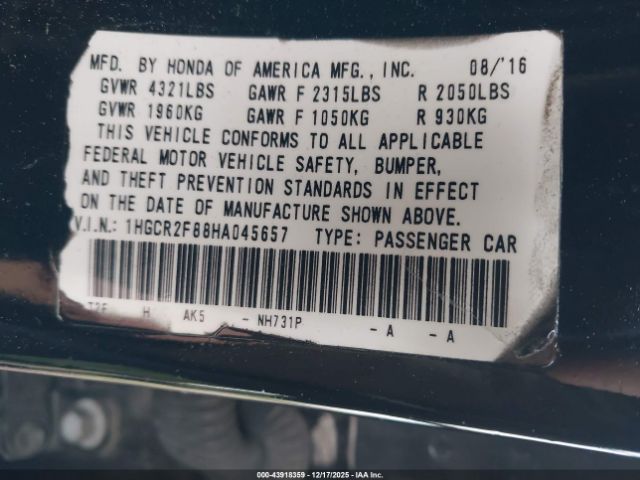 MFD. BY HONDA OF AMERICA MFG., INC. 08/'16
GVWR 4321LBS GAWR F 2315LBS R 2050LBS
GVWR 1960KG GAWR F 1050KG R 930KG
THIS VEHICLE CONFORMS TO ALL APPLICABLE
FEDERAL MOTOR VEHICLE SAFETY, BUMPER,
AND THEFT PREVENTION STANDARDS IN EFFECT
ON THE DATE OF MANUFACTURE SHOWN ABOVE.
V.I.N.: 1HGCR2F88HA045657 TYPE: PASSENGER CAR
H AK5 - NH731P - A - A
000-43918359 - 12/17/2025 - IAA Inc.